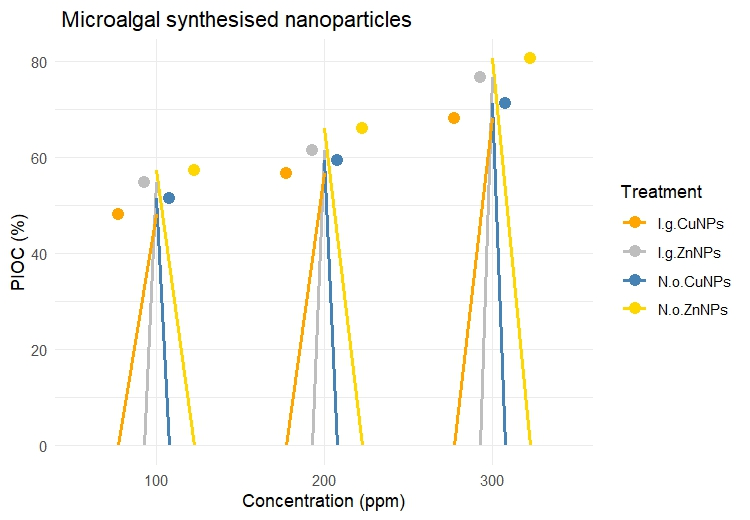 Microalgal synthesised nanoparticles
PIOC (%)
80
60
40
20
0
100
200
300
Concentration (ppm)
Treatment
I.g.CuNPs
I.g.ZnNPs
N.o.CuNPs
N.o.ZnNPs